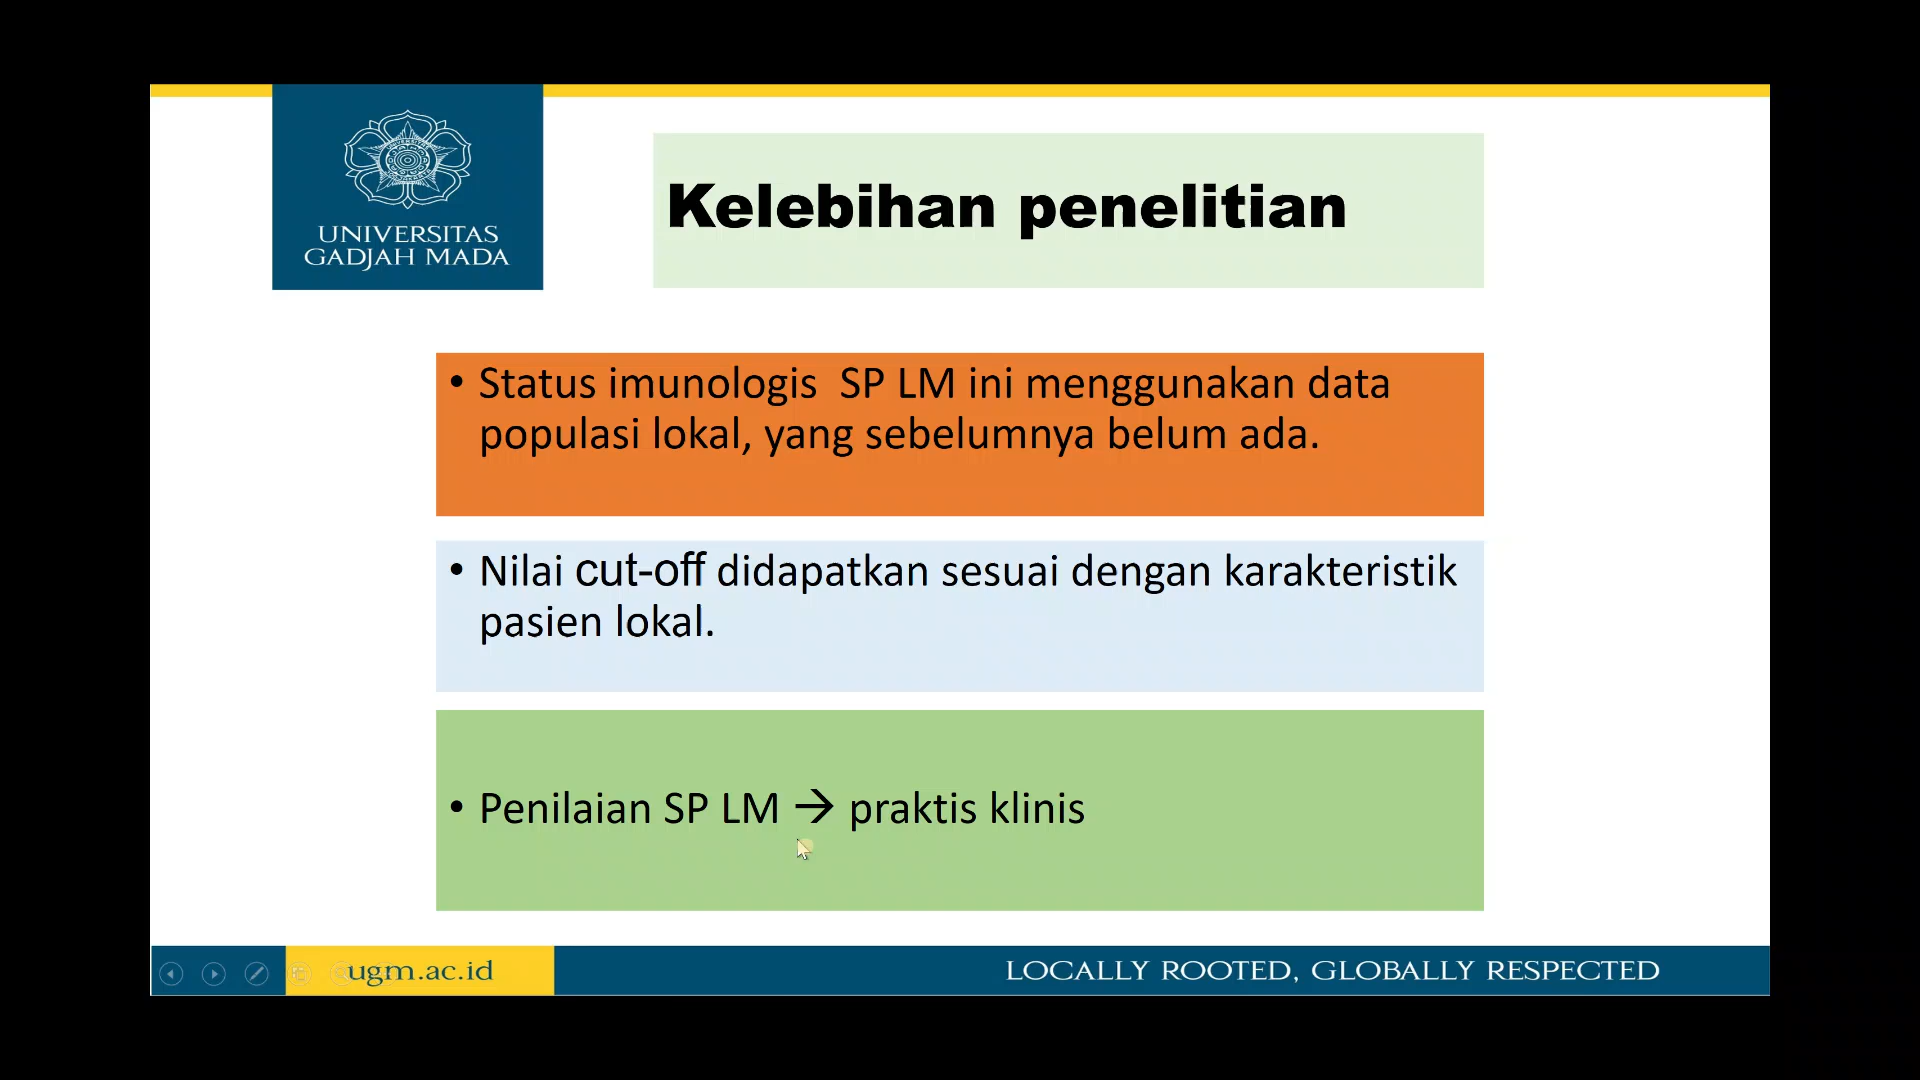 UNIVERSITAS
GADJAH MADA
Kelebihan penelitian
• Status imunologis  SP LM ini menggunakan data
populasi lokal, yang sebelumnya belum ada.
• Nilai cut-off didapatkan sesuai dengan karakteristik
pasien lokal.
• Penilaian SP LM → praktis klinis
ugm.ac.id
LOCALLY ROOTED, GLOBALLY RESPECTED